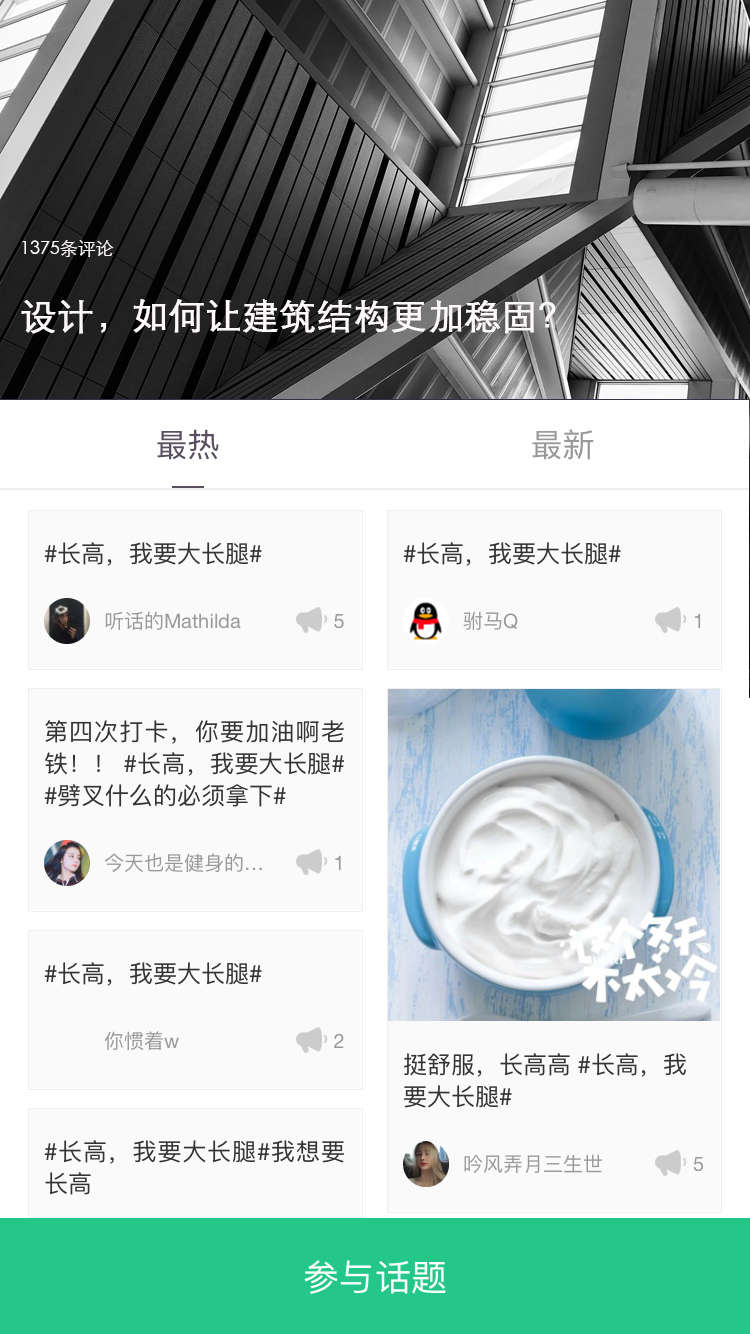 1375条评论
设计，如何让建筑结构更加稳固？
最热
最新
#长高，我要大长腿#
听话的Mathilda
5
#长高，我要大长腿#
驸马Q
1
第四次打卡，你要加油啊老
铁！！ #长高，我要大长腿#
#劈叉什么的必须拿下#
今天也是健身的...
1
#长高，我要大长腿#
你惯着w
2
#长高，我要大长腿#我想要
长高
这个冬天
不太冷
挺舒服，长高高 #长高，我
要大长腿#
吟风弄月三生世
5
参与话题